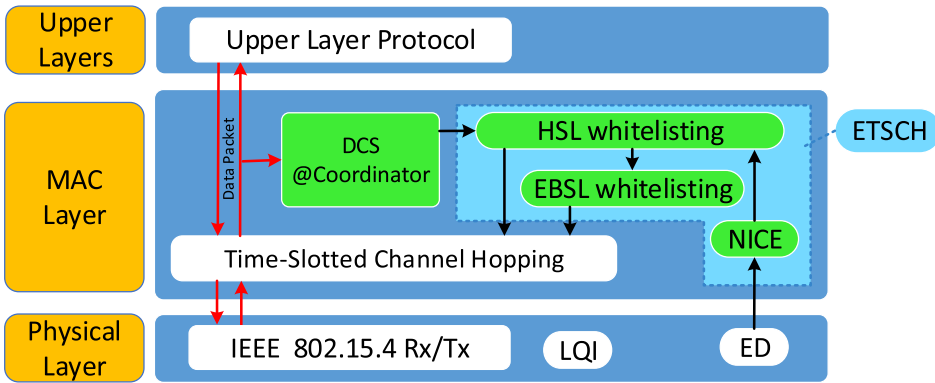 Upper
Layers
Upper Layer Protocol
MAC
Layer
Data Packet
DCS
@Coordinator
HSL whitelisting
EBSL whitelisting
NICE
ETSCH
Time-Slotted Channel Hopping
Physical
Layer
IEEE 802.15.4 Rx/Tx
LQI
ED